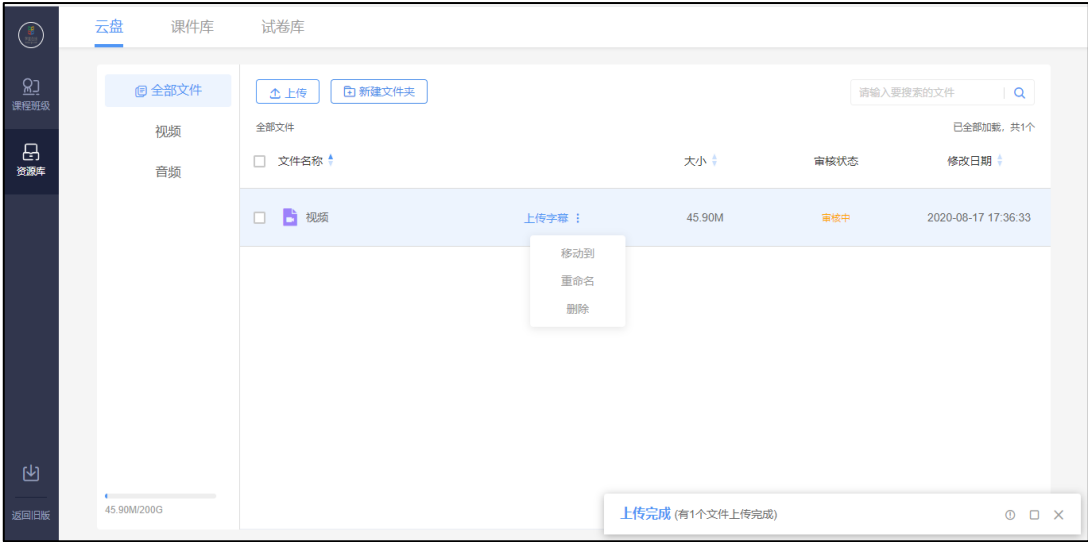 云盘 课件库 试卷库
课程班级
资源库
返回旧版
全部文件
视频
音频
45.90M/200G
上传 新建文件夹 请输入要搜索的文件
全部文件 已全部加载，共1个
文件名称 大小 审核状态 修改日期
视频 上传字幕 45.90M 审核中 2020-08-17 17:36:33
移动到
重命名
删除
上传完成 (有1个文件上传完成)